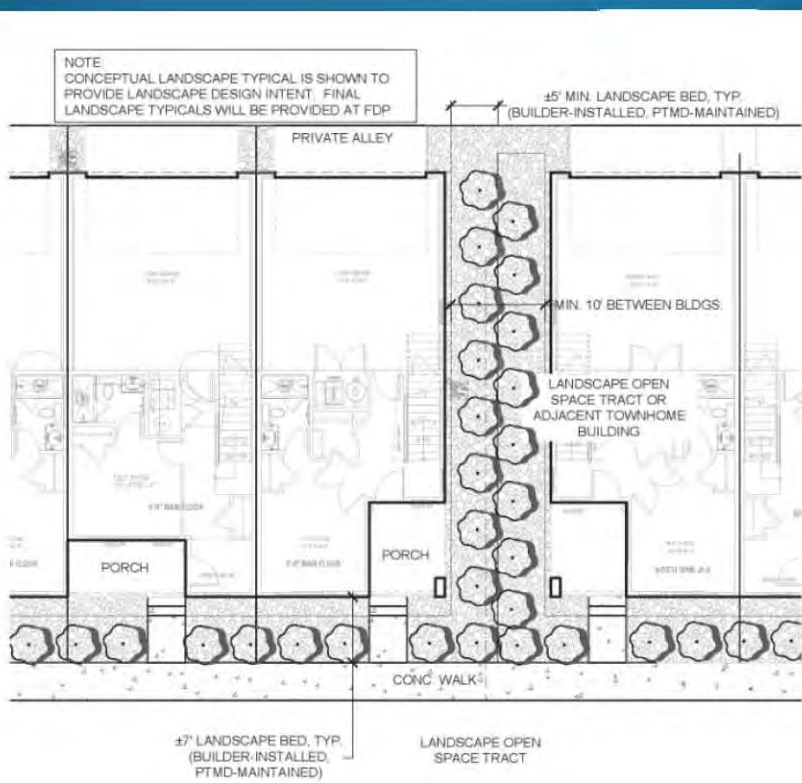 NOTE
CONCEPTUAL LANDSCAPE TYPICAL IS SHOWN TO
PROVIDE LANDSCAPE DESIGN INTENT FINAL
LANDSCAPE TYPICALS WILL BE PROVIDED AT FDP
±5' MIN. LANDSCAPE BED, TYP.
(BUILDER-INSTALLED, PTMD-MAINTAINED)
PRIVATE ALLEY
MIN. 10' BETWEEN BLDGS.
LANDSCAPE OPEN
SPACE TRACT OR
ADJACENT TOWNHOME
BUILDING
PORCH
PORCH
CONC. WALK
±7' LANDSCAPE BED, TYP.
(BUILDER-INSTALLED,
PTMD-MAINTAINED)
LANDSCAPE OPEN
SPACE TRACT